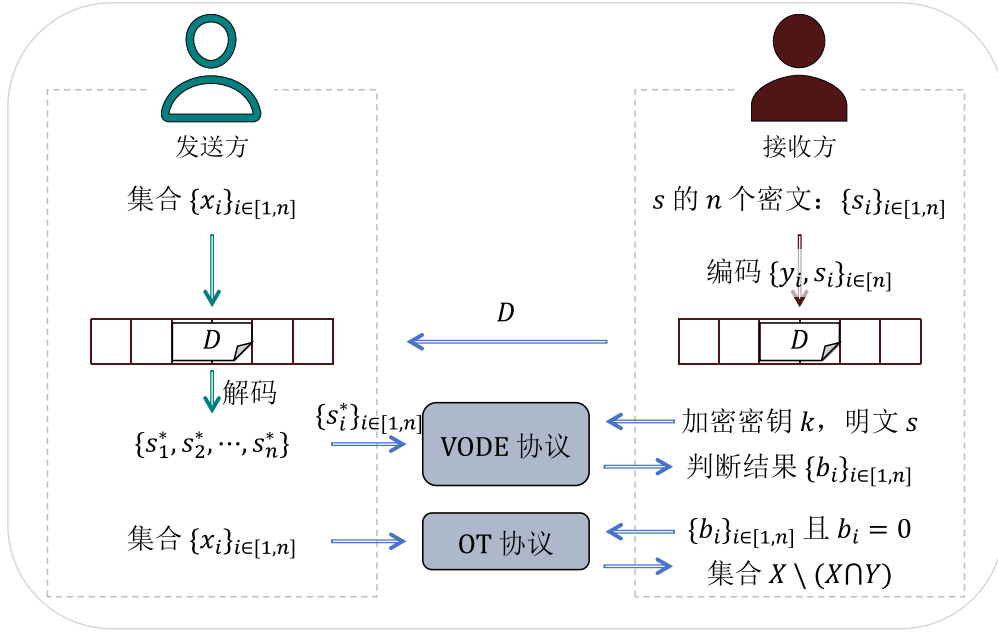 发送方
接收方
集合 {x_i}_{i∈[1,n]}
s 的 n 个密文：{s_i}_{i∈[1,n]}
编码 {y_i, s_i}_{i∈[n]}
D
D
D
解码
{s_1^*, s_2^*, ⋯, s_n^*}
{s_i^*}_{i∈[1,n]}
VODE 协议
加密密钥 k，明文 s
判断结果 {b_i}_{i∈[1,n]}
集合 {x_i}_{i∈[1,n]}
OT 协议
{b_i}_{i∈[1,n]} 且 b_i = 0
集合 X \ (X⋂Y)